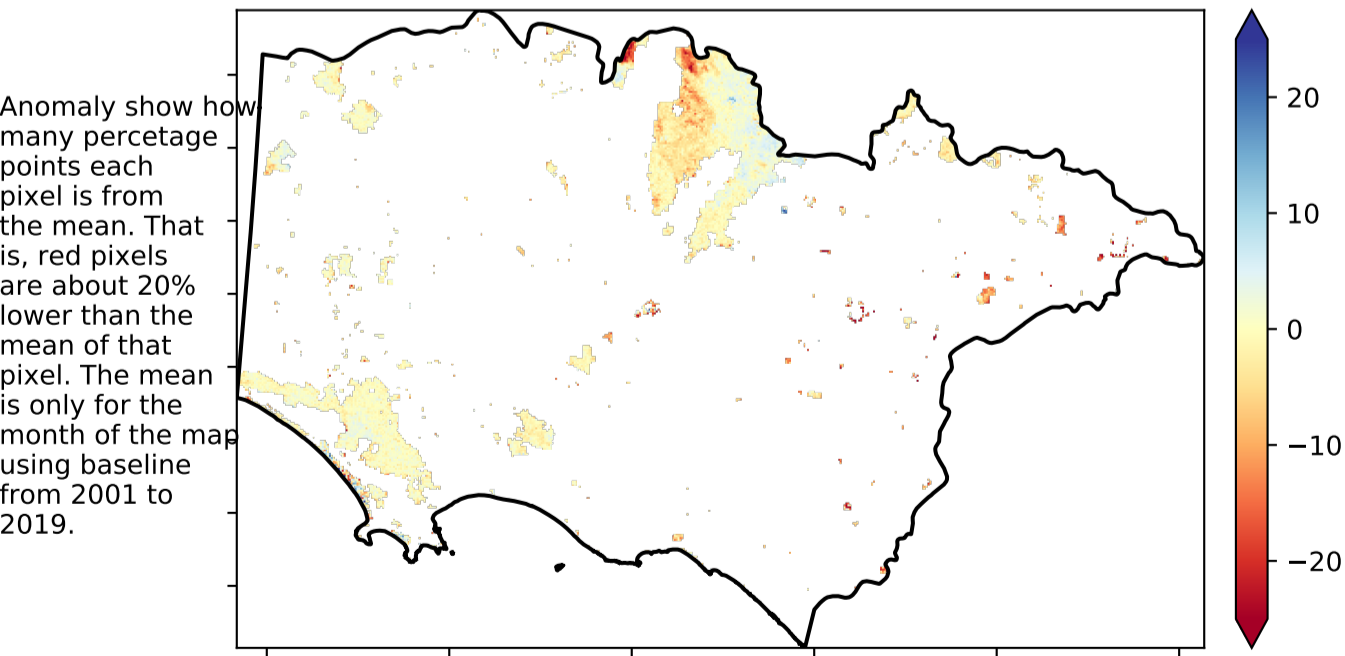 Anomaly show how
many percetage
points each
pixel is from
the mean. That
is, red pixels
are about 20%
lower than the
mean of that
pixel. The mean
is only for the
month of the map
using baseline
from 2001 to
2019.
20
10
0
−10
−20